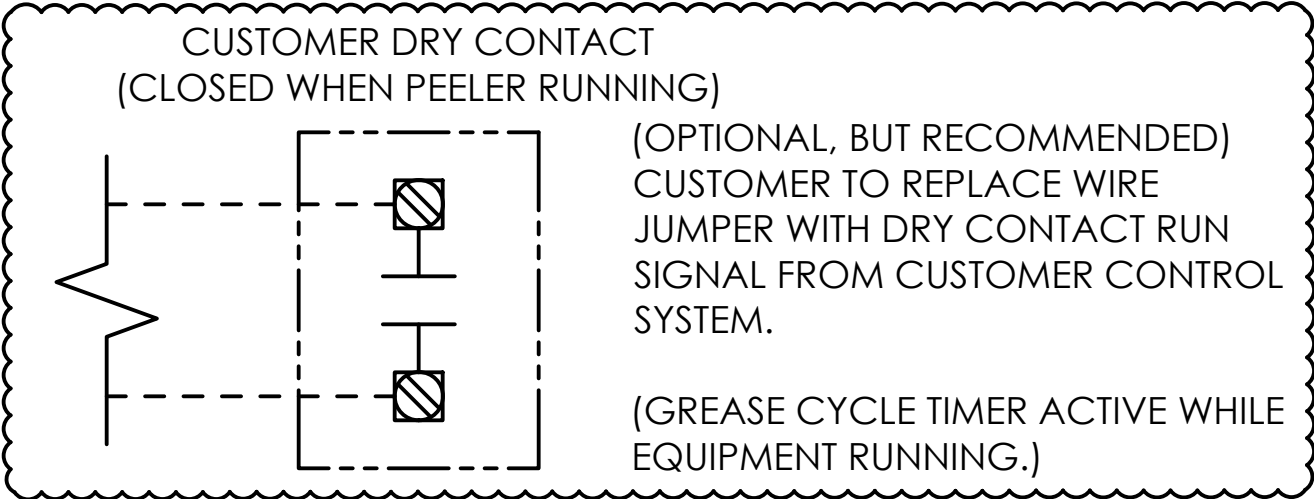 CUSTOMER DRY CONTACT
(CLOSED WHEN PEELER RUNNING)
(OPTIONAL, BUT RECOMMENDED)
CUSTOMER TO REPLACE WIRE
JUMPER WITH DRY CONTACT RUN
SIGNAL FROM CUSTOMER CONTROL
SYSTEM.
(GREASE CYCLE TIMER ACTIVE WHILE
EQUIPMENT RUNNING.)